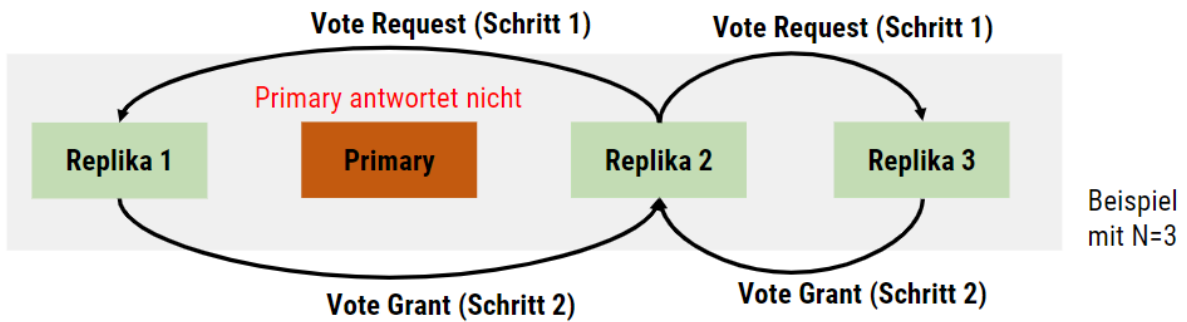 Vote Request (Schritt 1)
Vote Request (Schritt 1)
Primary antwortet nicht
Replika 1
Primary
Replika 2
Replika 3
Beispiel
mit N=3
Vote Grant (Schritt 2)
Vote Grant (Schritt 2)